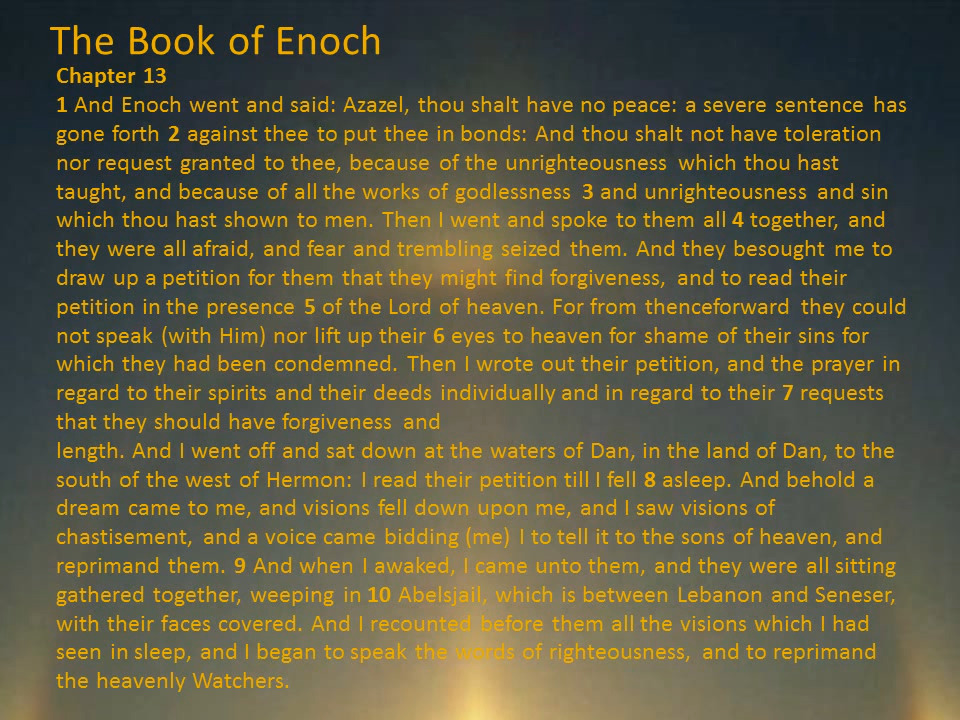 The Book of Enoch
Chapter 13
1 And Enoch went and said: Azazel, thou shalt have no peace: a severe sentence has
gone forth 2 against thee to put thee in bonds: And thou shalt not have toleration
nor request granted to thee, because of the unrighteousness which thou hast
taught, and because of all the works of godlessness 3 and unrighteousness and sin
which thou hast shown to men. Then I went and spoke to them all 4 together, and
they were all afraid, and fear and trembling seized them. And they besought me to
draw up a petition for them that they might find forgiveness, and to read their
petition in the presence 5 of the Lord of heaven. For from thenceforward they could
not speak (with Him) nor lift up their 6 eyes to heaven for shame of their sins for
which they had been condemned. Then I wrote out their petition, and the prayer in
regard to their spirits and their deeds individually and in regard to their 7 requests
that they should have forgiveness and
length. And I went off and sat down at the waters of Dan, in the land of Dan, to the
south of the west of Hermon: I read their petition till I fell 8 asleep. And behold a
dream came to me, and visions fell down upon me, and I saw visions of
chastisement, and a voice came bidding (me) I to tell it to the sons of heaven, and
reprimand them. 9 And when I awaked, I came unto them, and they were all sitting
gathered together, weeping in 10 Abelsjail, which is between Lebanon and Seneser,
with their faces covered. And I recounted before them all the visions which I had
seen in sleep, and I began to speak the words of righteousness, and to reprimand
the heavenly Watchers.